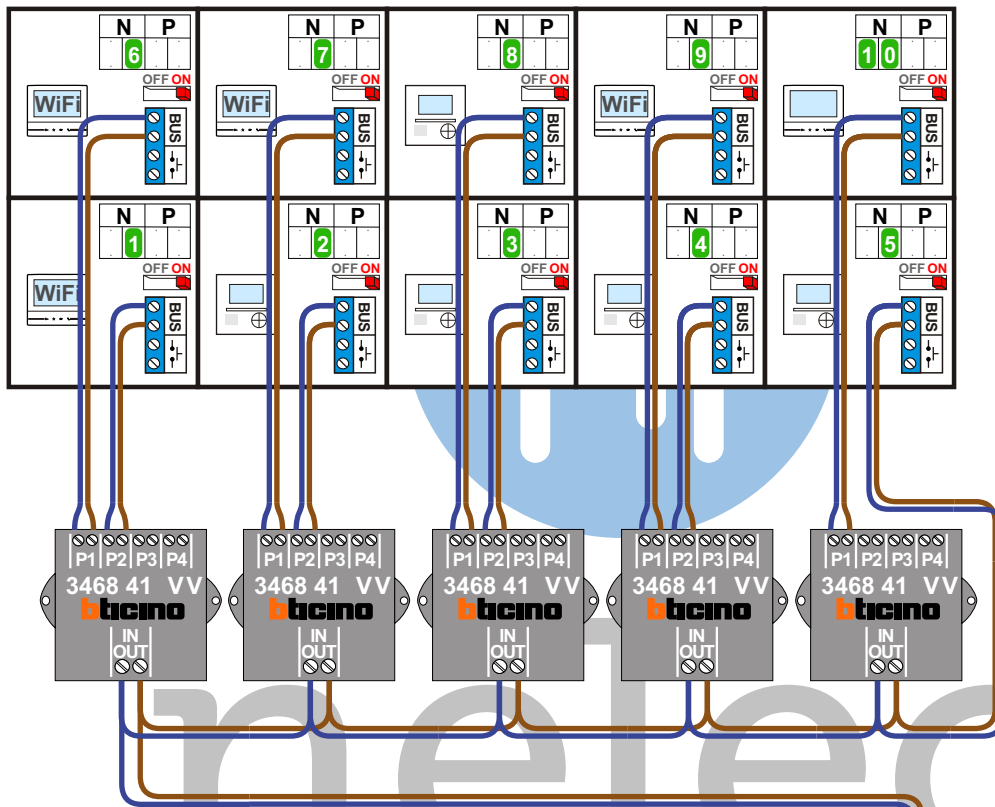 N P N P N P N P N P
6 7 8 9 1 0
OFF ON OFF ON OFF ON OFF ON OFF ON
WiFi BUS WiFi BUS BUS WiFi BUS BUS
N P N P N P N P N P
1 2 3 4 5
OFF ON OFF ON OFF ON OFF ON OFF ON
WiFi BUS BUS BUS BUS BUS
P1 P2 P3 P4 P1 P2 P3 P4 P1 P2 P3 P4 P1 P2 P3 P4 P1 P2 P3 P4
3468 41 VV 3468 41 VV 3468 41 VV 3468 41 VV 3468 41 VV
bticino bticino bticino bticino bticino
IN IN IN IN IN
OUT OUT OUT OUT OUT
nelec